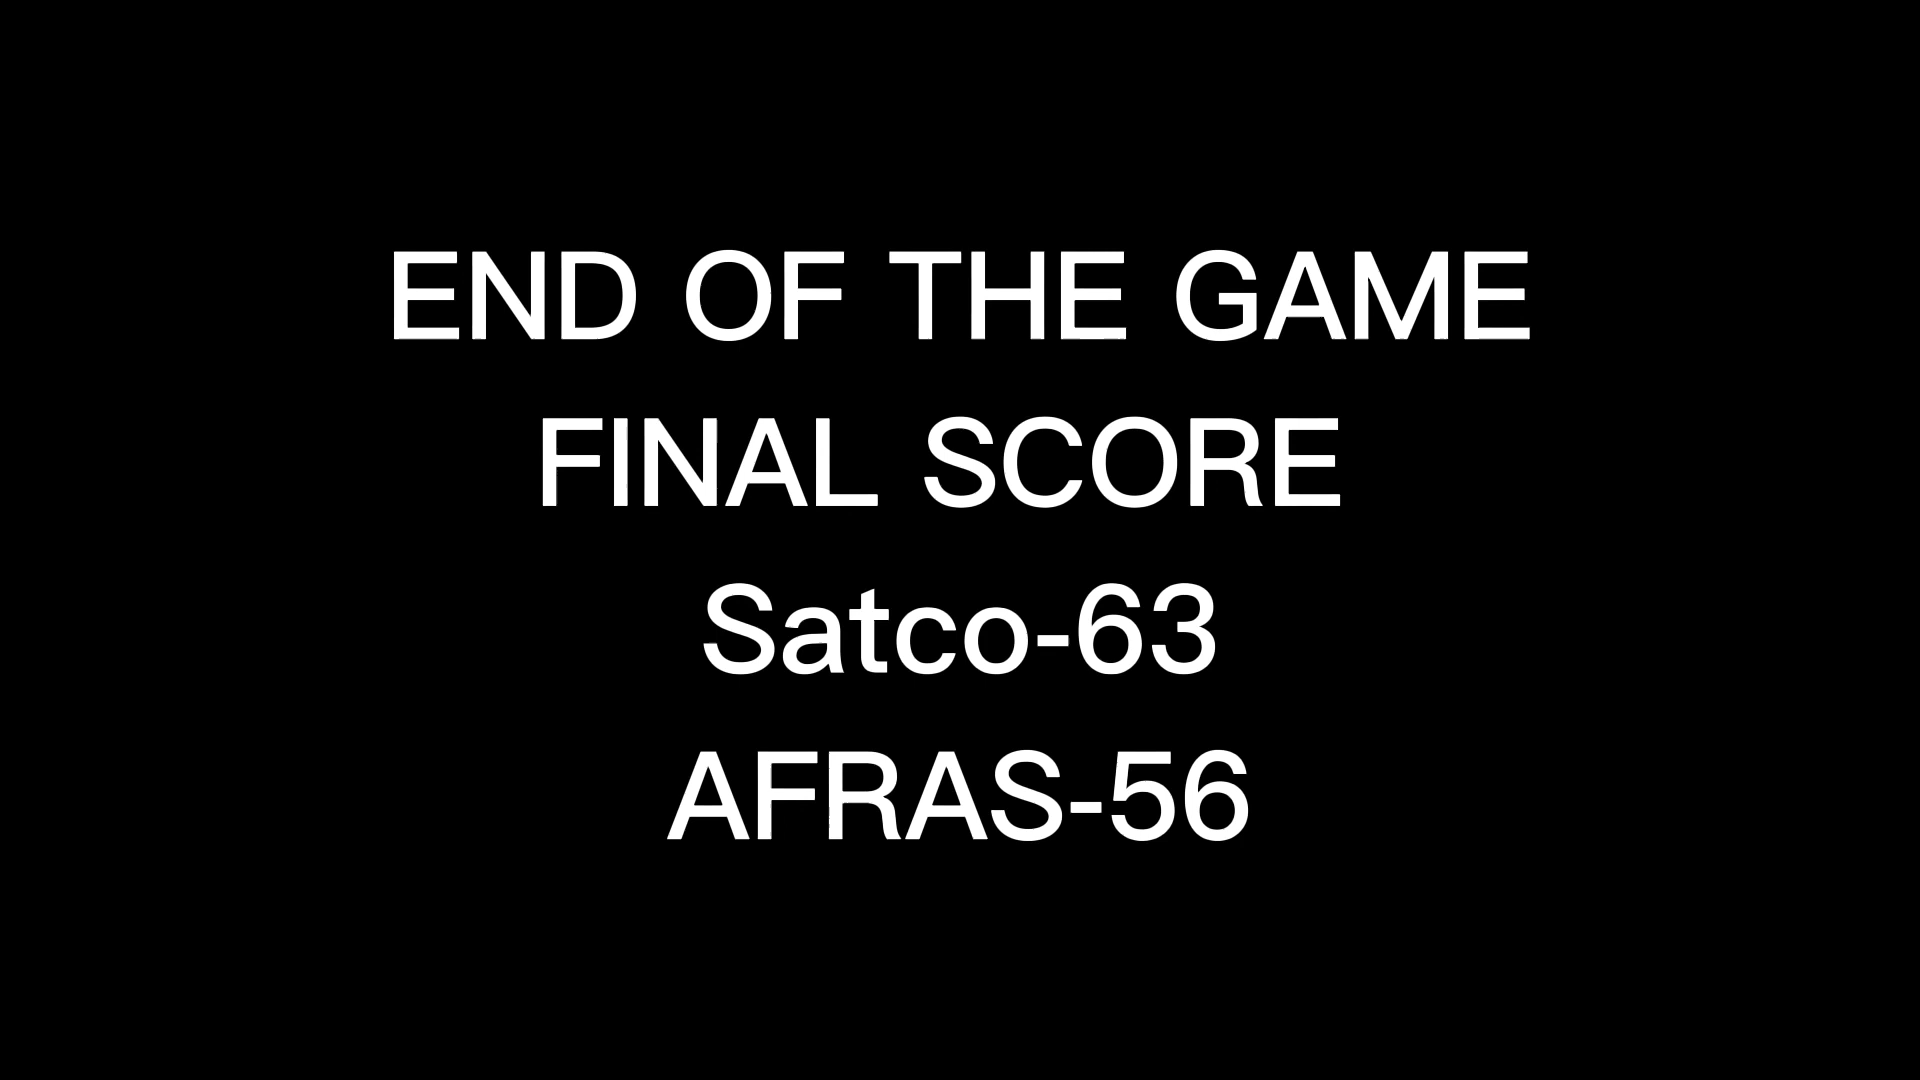 END OF THE GAME
FINAL SCORE
Satco-63
AFRAS-56